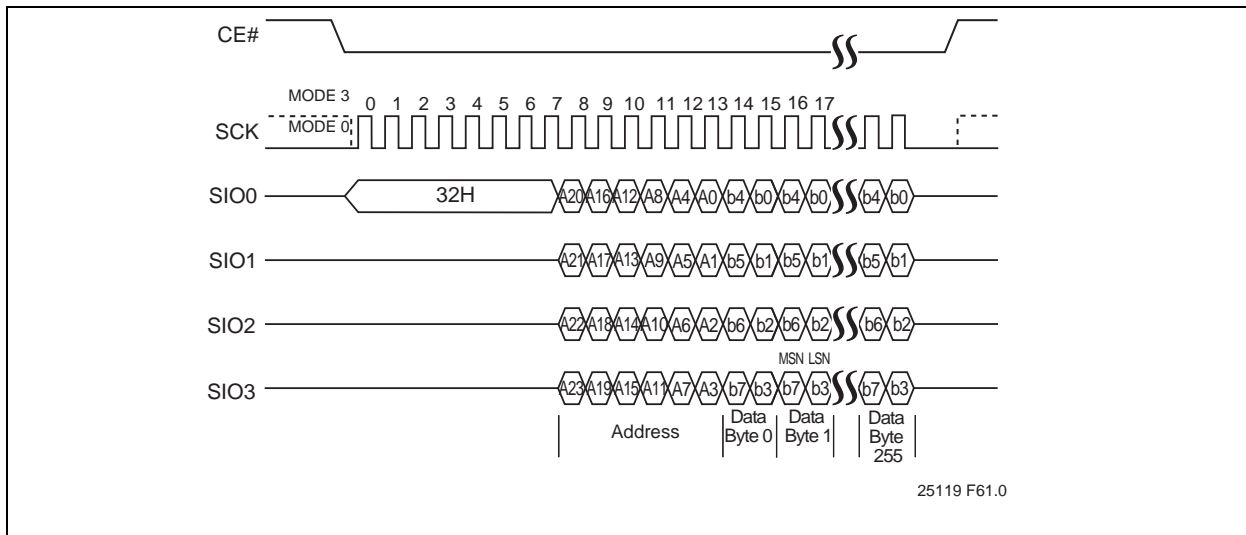 CE#
MODE 3
0 1 2 3 4 5 6 7 8 9 10 11 12 13 14 15 16 17
SCK MODE 0
SIO0 32H A20 A16 A12 A8 A4 A0 b4 b0 b4 b0 b4 b0
SIO1 A21 A17 A13 A9 A5 A1 b5 b1 b5 b1 b5 b1
SIO2 A22 A18 A14 A10 A6 A2 b6 b2 b6 b2 b6 b2
MSN LSN
SIO3 A23 A19 A15 A11 A7 A3 b7 b3 b7 b3 b7 b3
Address Data Byte 0 Data Byte 1 Data Byte 255
25119 F61.0